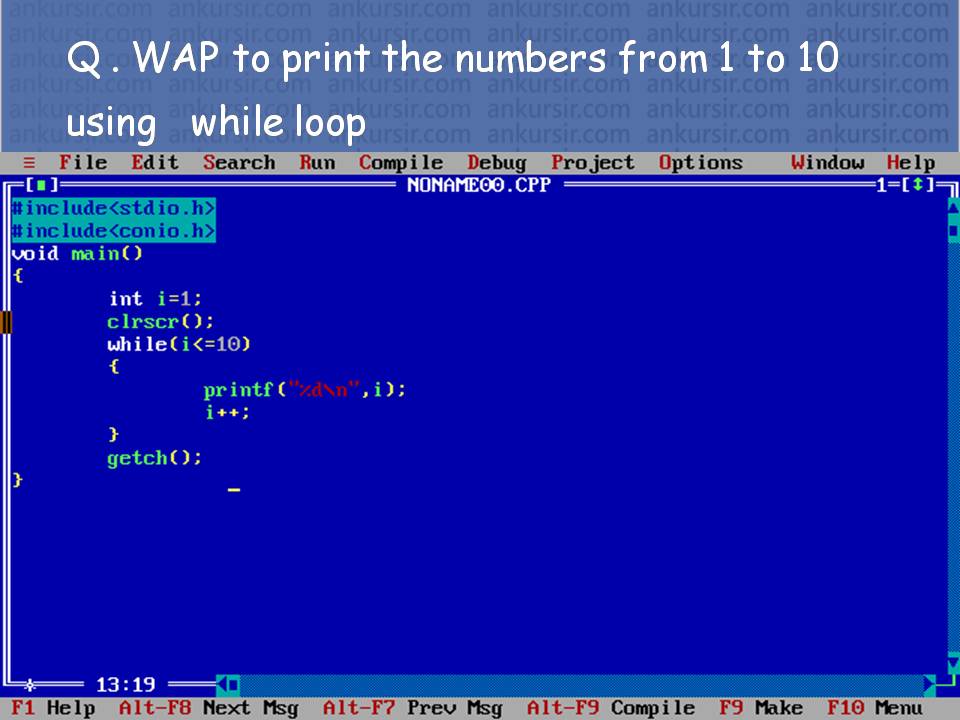 Q . WAP to print the numbers from 1 to 10
using while loop
≡ File Edit Search Run Compile Debug Project Options Window Help
[■] NONAME00.CPP 1=[↕]
#include<stdio.h>
#include<conio.h>
void main()
{
int i=1;
clrscr();
while(i<=10)
{
printf("%d\n",i);
i++;
}
getch();
}
_
* 13:19
F1 Help Alt-F8 Next Msg Alt-F7 Prev Msg Alt-F9 Compile F9 Make F10 Menu
ankursir.com